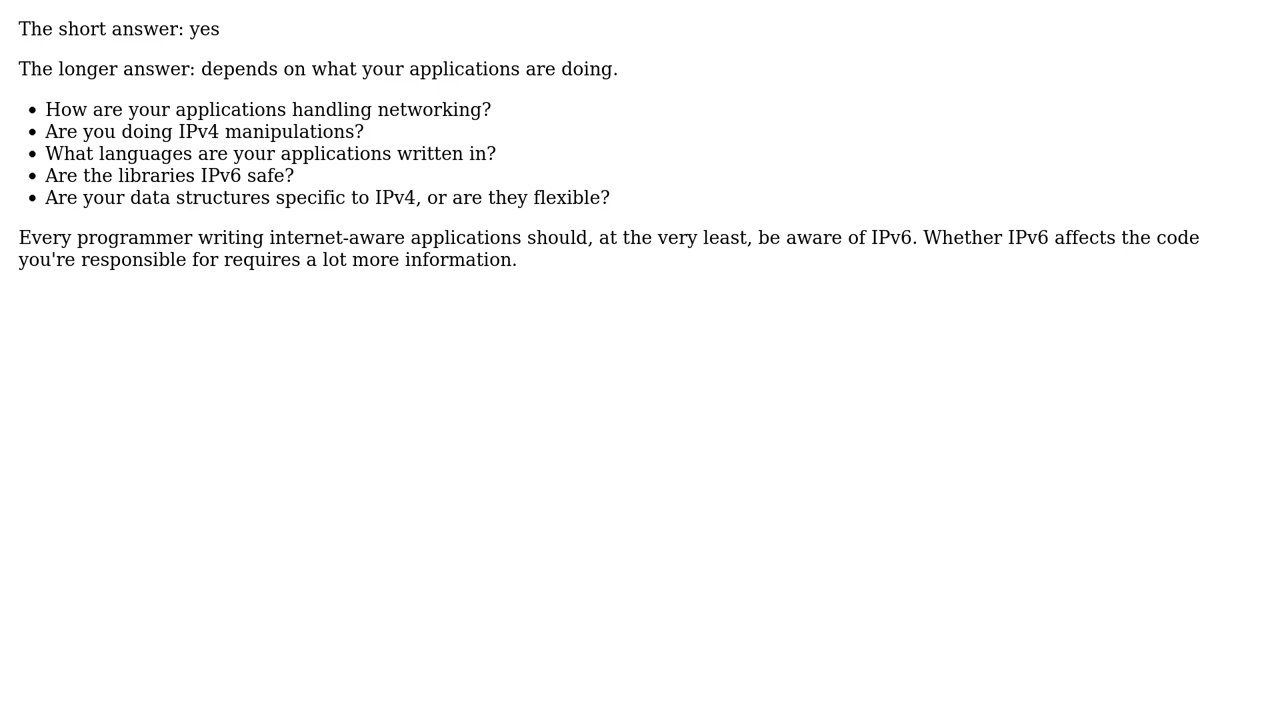 The short answer: yes
The longer answer: depends on what your applications are doing.
• How are your applications handling networking?
• Are you doing IPv4 manipulations?
• What languages are your applications written in?
• Are the libraries IPv6 safe?
• Are your data structures specific to IPv4, or are they flexible?
Every programmer writing internet-aware applications should, at the very least, be aware of IPv6. Whether IPv6 affects the code
you're responsible for requires a lot more information.